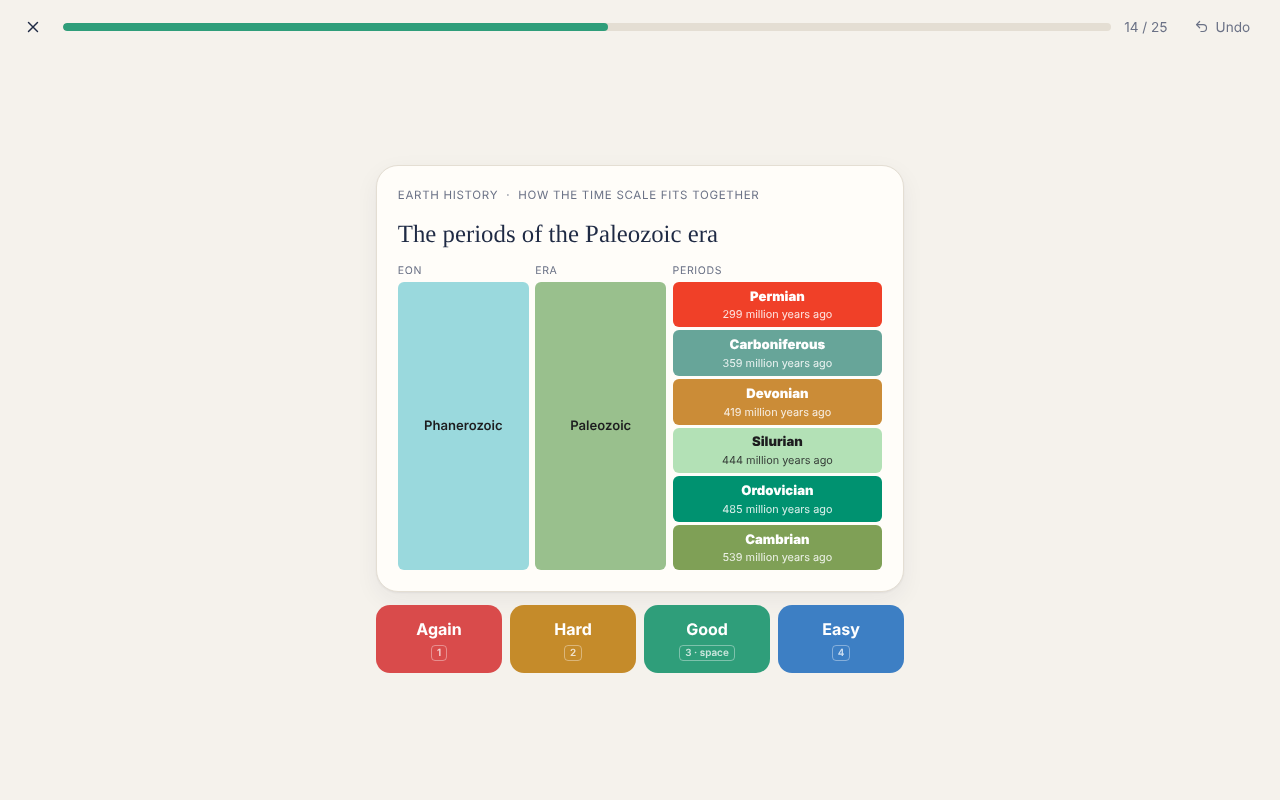 14 / 25
Undo
EARTH HISTORY · HOW THE TIME SCALE FITS TOGETHER
The periods of the Paleozoic era
EON
ERA
PERIODS
Phanerozoic
Paleozoic
Permian
299 million years ago
Carboniferous
359 million years ago
Devonian
419 million years ago
Silurian
444 million years ago
Ordovician
485 million years ago
Cambrian
539 million years ago
Again
1
Hard
2
Good
3 · space
Easy
4